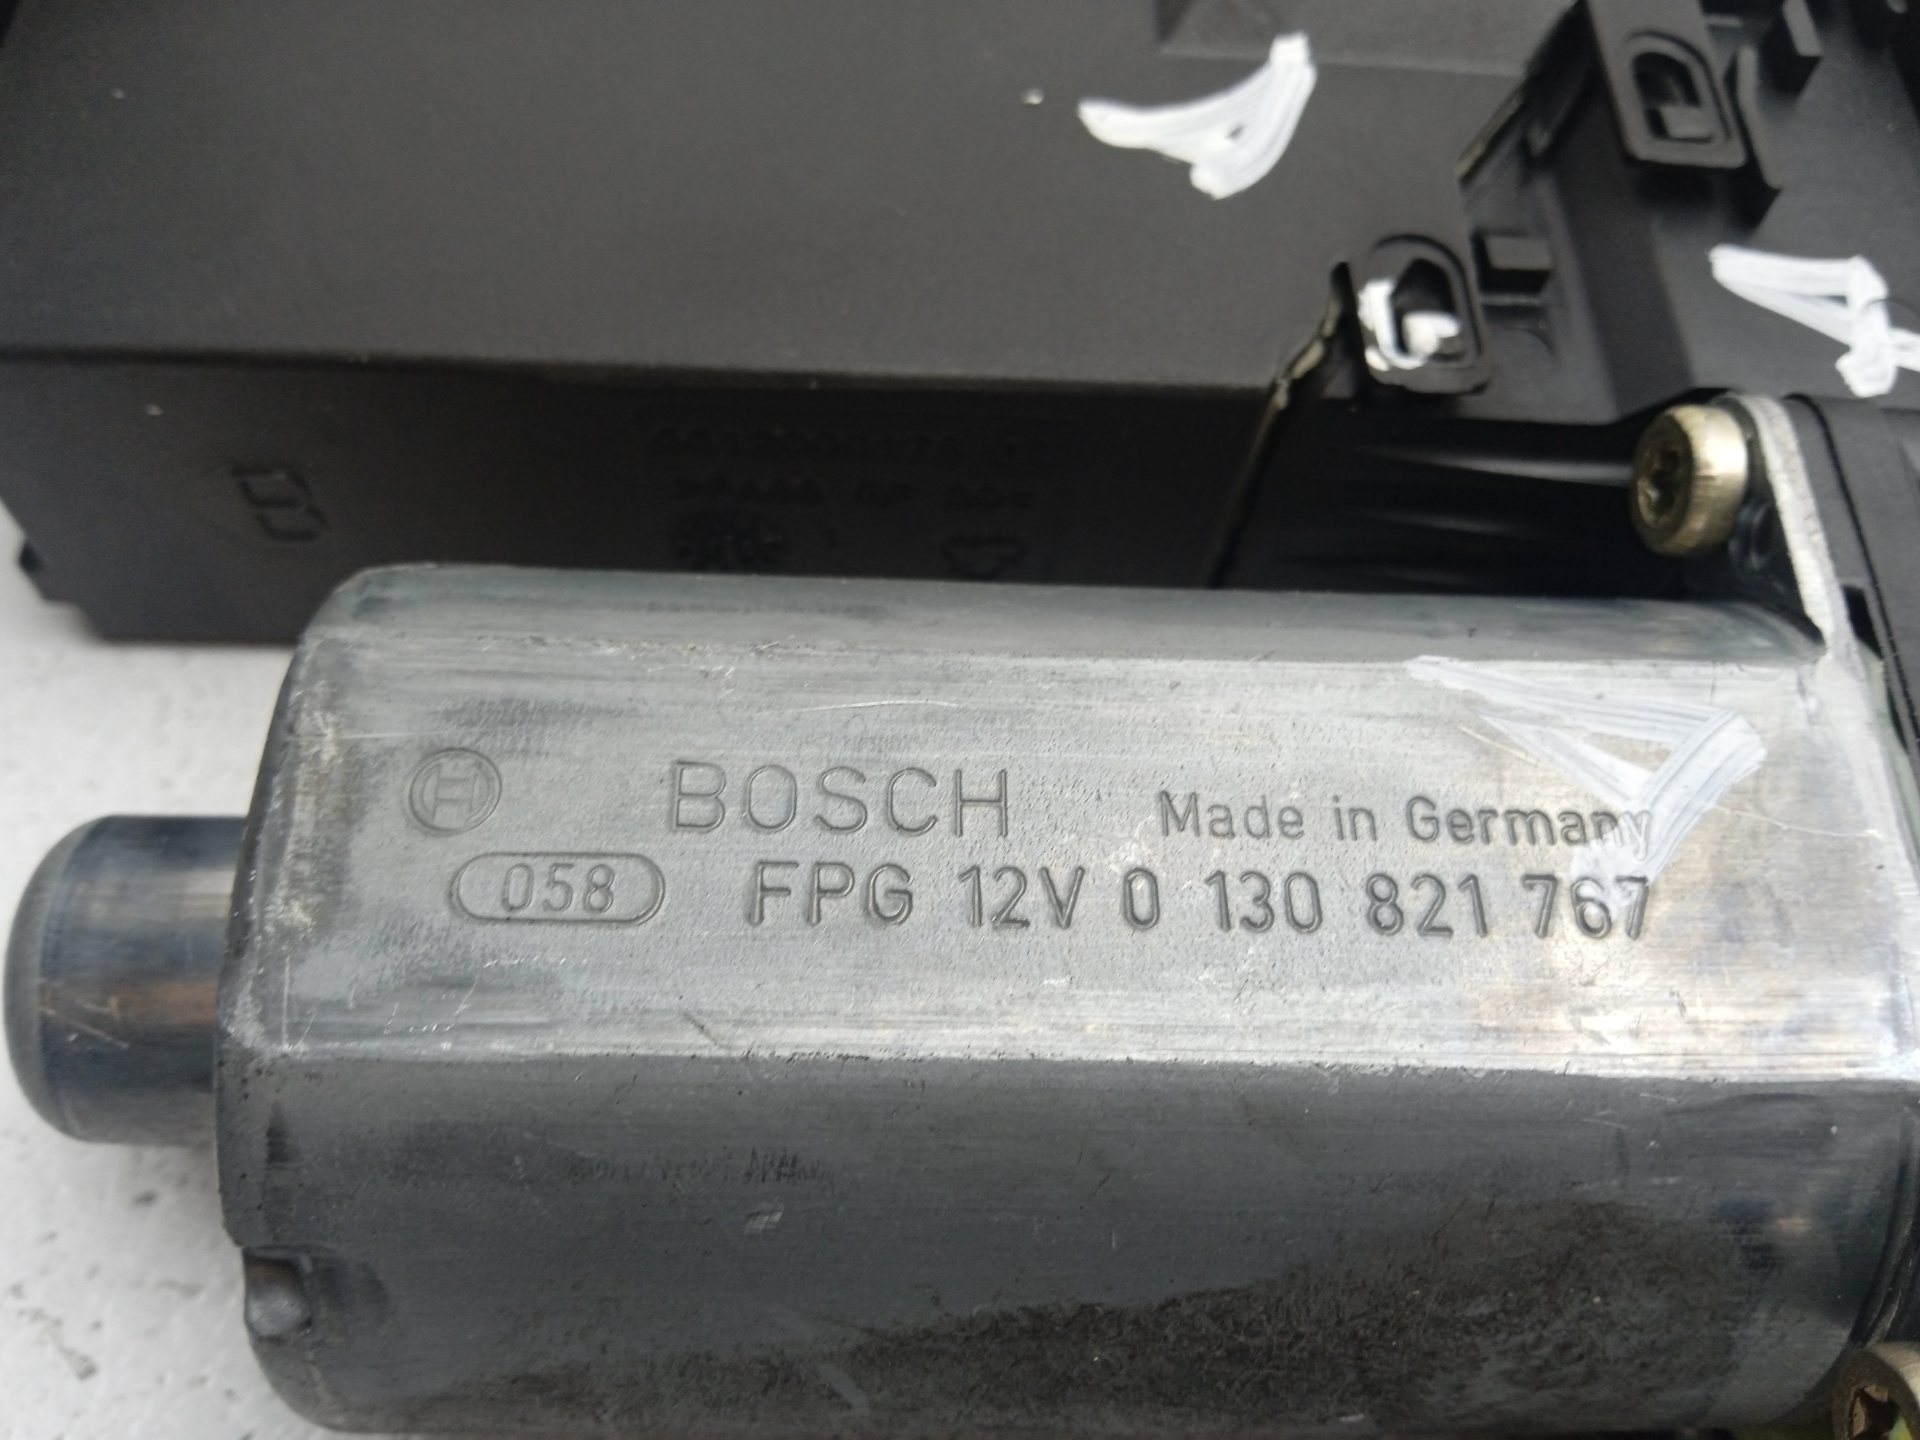 BOSCH Made in Germany
058 FPG 12V 0 130 821 767